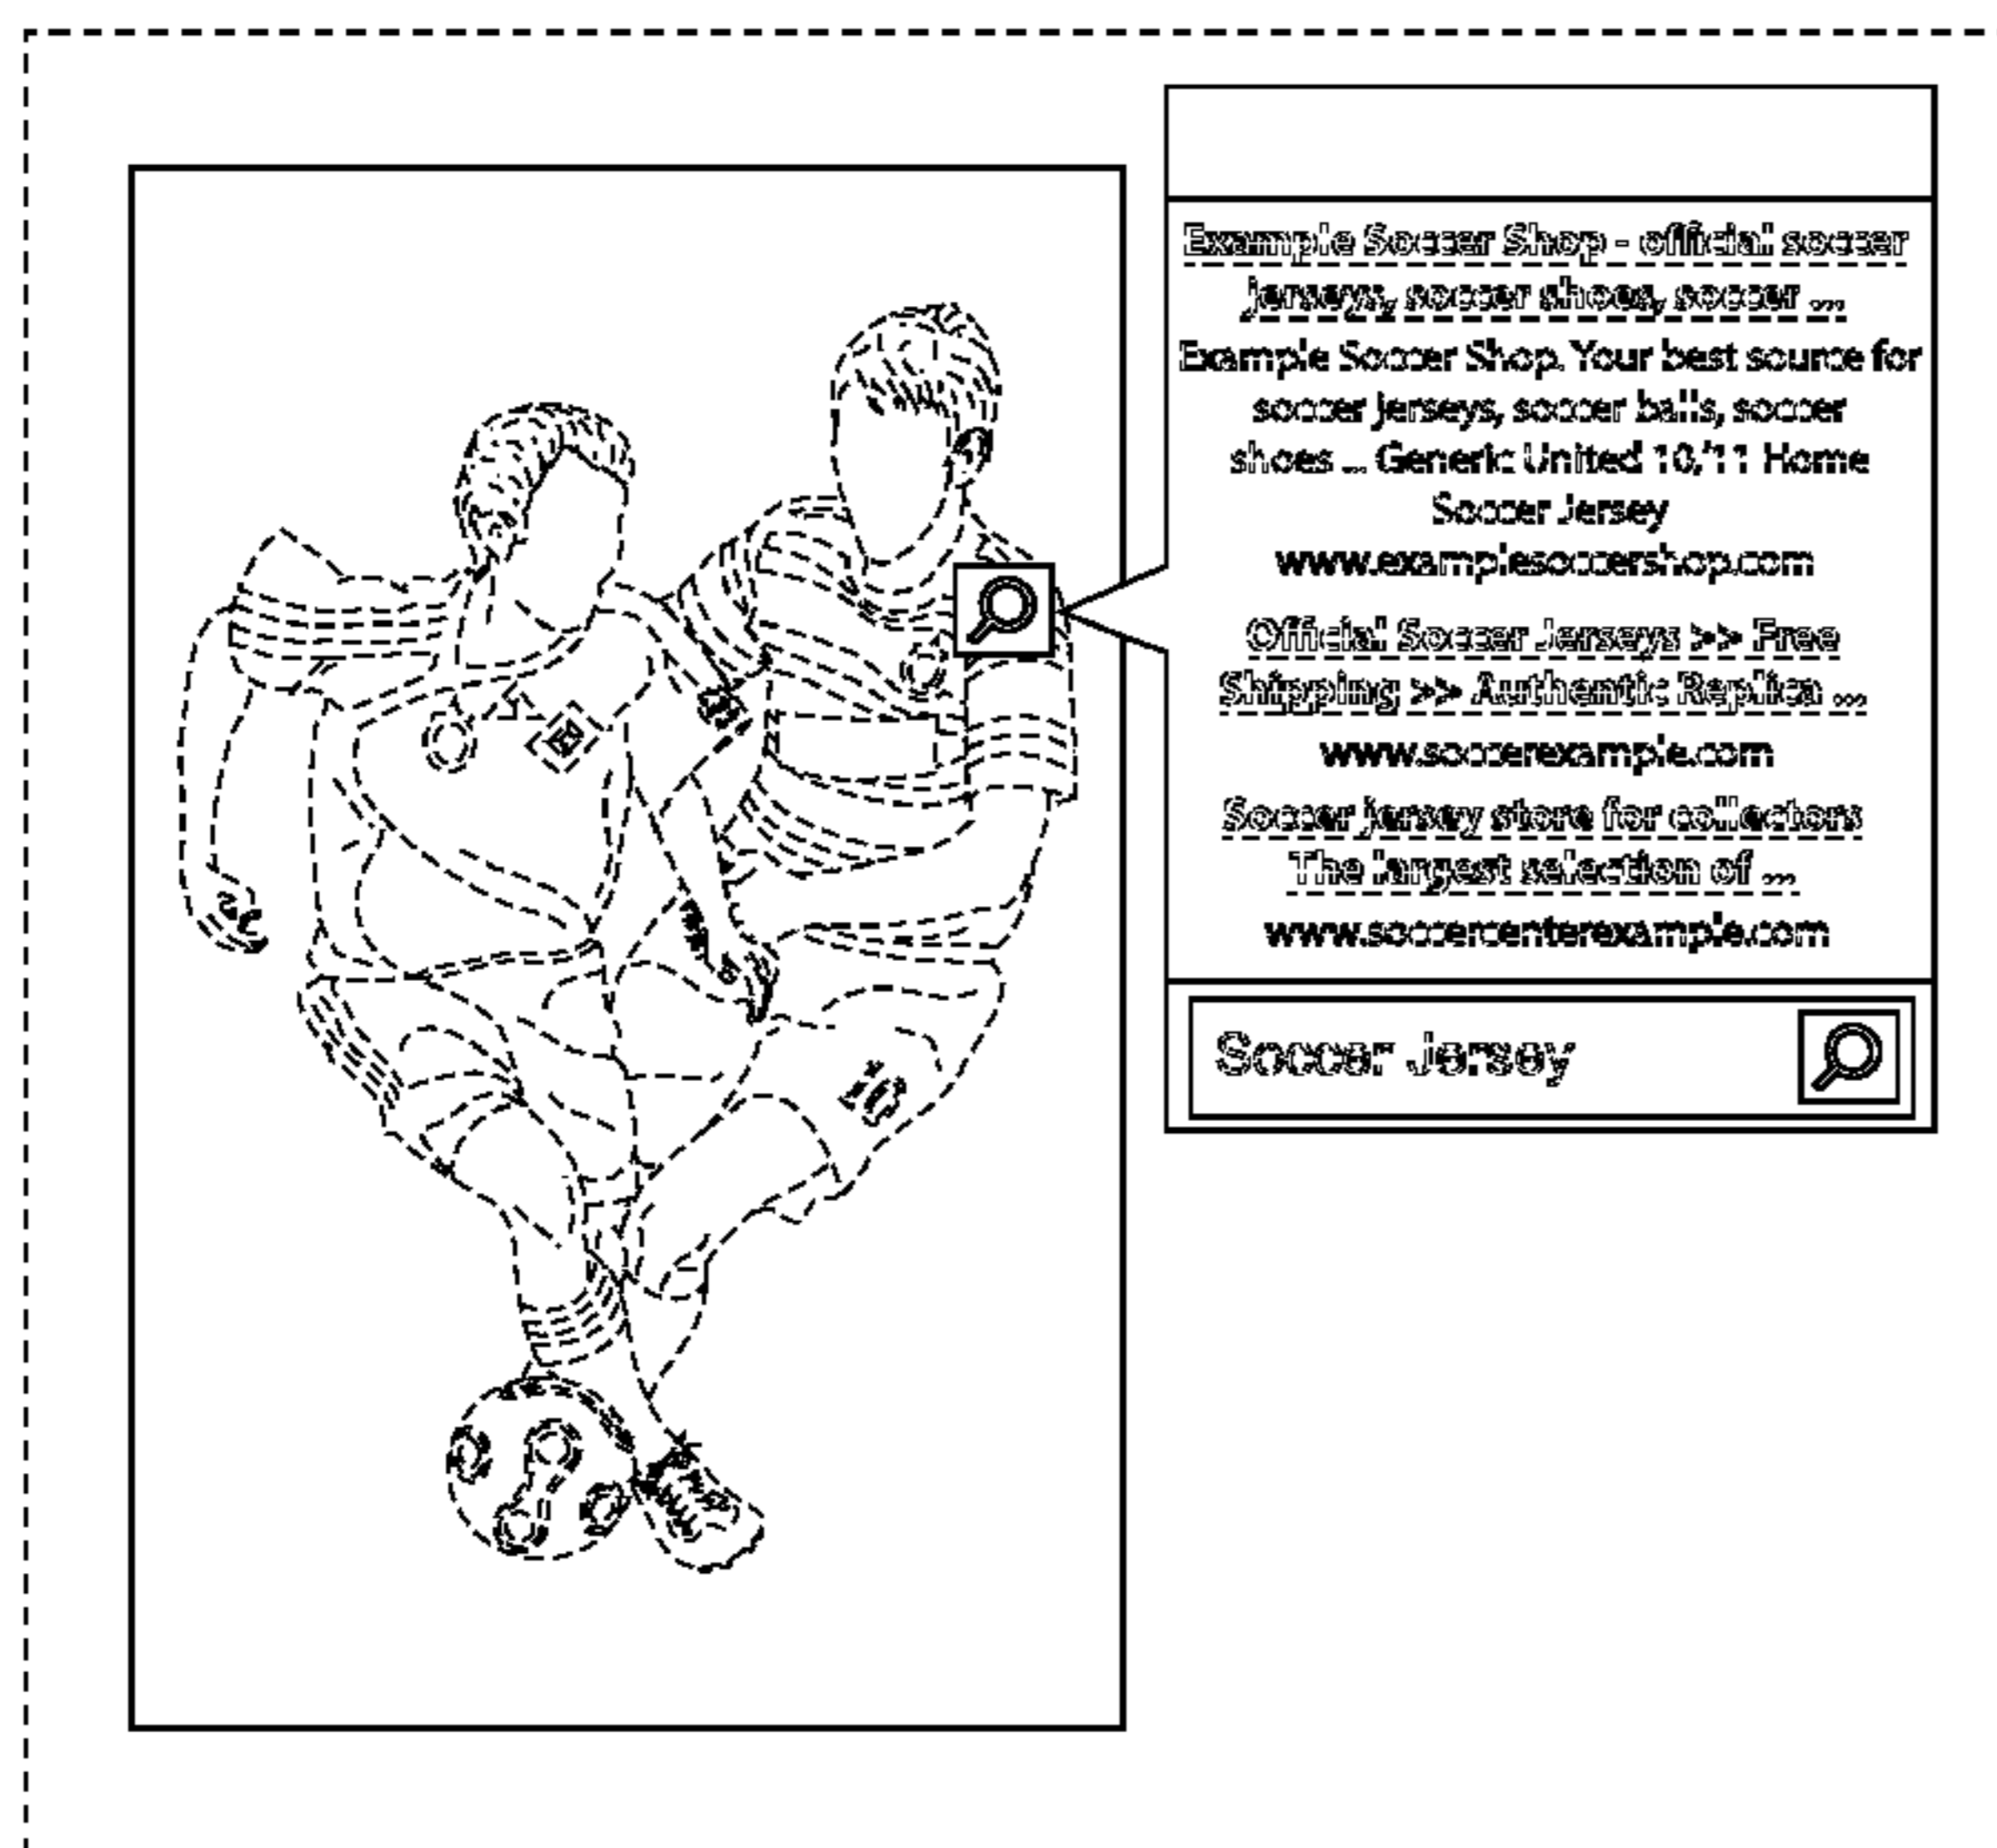 Example Soccer Shop - official soccer
jerseys, soccer shoes, soccer ...
Example Soccer Shop. Your best source for
soccer jerseys, soccer balls, soccer
shoes ... Generic United 10/'11 Home
Soccer Jersey
www.examplesoccershop.com
Official Soccer Jerseys >> Free
Shipping >> Authentic Replica ...
www.soccerexample.com
Soccer jersey store for collectors
The largest selection of ...
www.soccercenterexample.com
Soccer Jersey
10